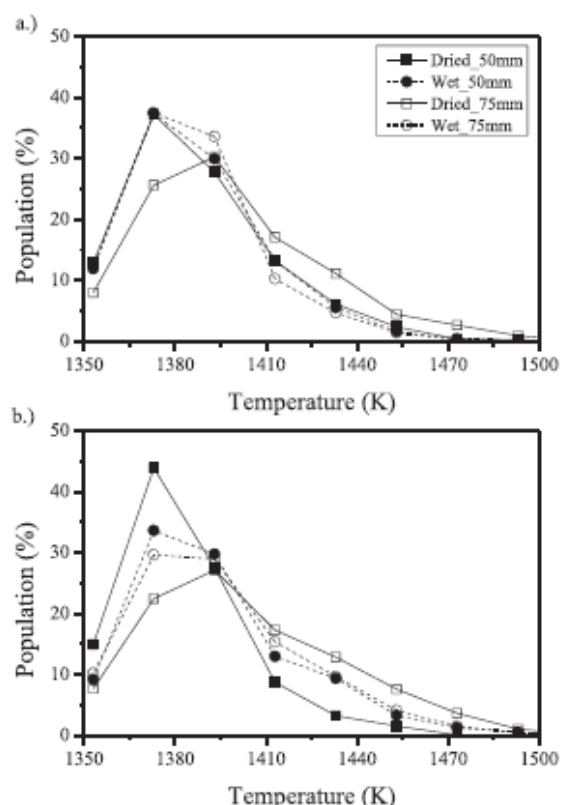 a.)
50
40
30
20
10
0
Population (%)
Dried_50mm
Wet_50mm
Dried_75mm
Wet_75mm
1350 1380 1410 1440 1470 1500
Temperature (K)
b.)
50
40
30
20
10
0
Population (%)
1350 1380 1410 1440 1470 1500
Temperature (K)